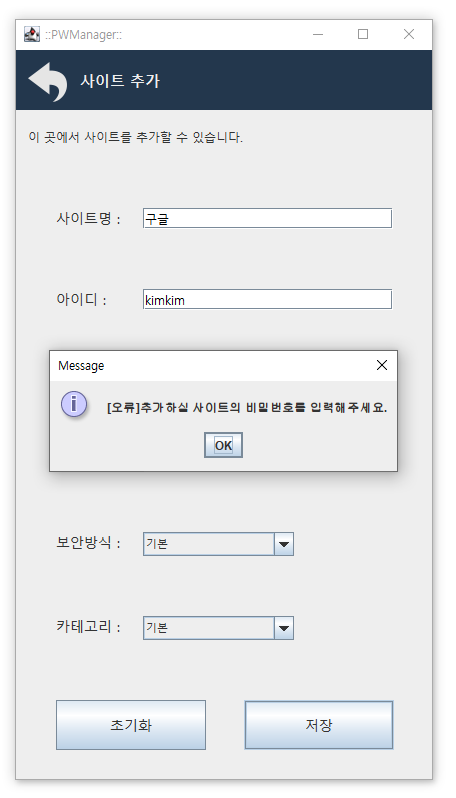 ::PWManager::
사이트 추가
이 곳에서 사이트를 추가할 수 있습니다.
사이트명 : 구글
아이디 : kimkim
Message
[오류]추가하실 사이트의 비밀번호를 입력해주세요.
OK
보안방식 : 기본
카테고리 : 기본
초기화 저장